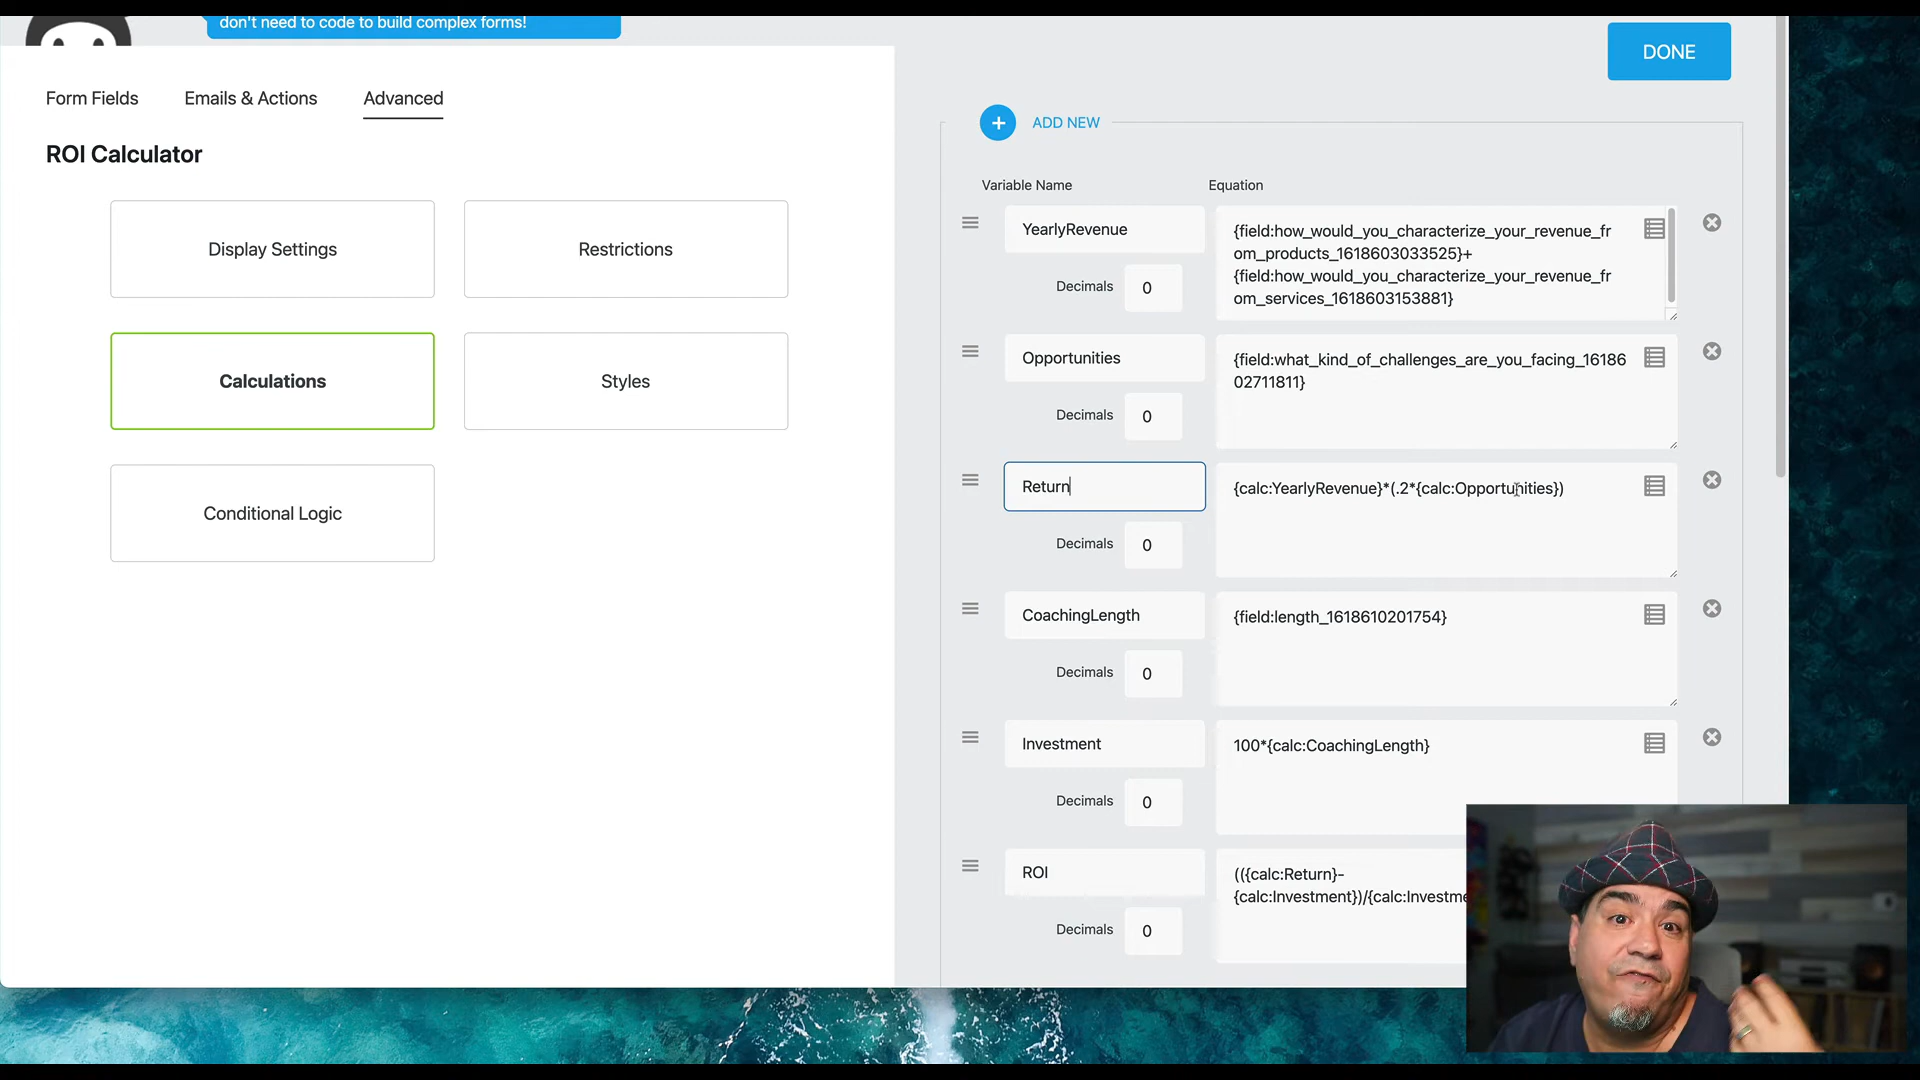 don't need to code to build complex forms!
DONE
Form Fields
Emails & Actions
Advanced
ADD NEW
ROI Calculator
Variable Name
Equation
Display Settings
Restrictions
Calculations
Styles
Conditional Logic
YearlyRevenue
{field:how_would_you_characterize_your_revenue_fr
om_products_1618603033525}+
{field:how_would_you_characterize_your_revenue_fr
om_services_1618603153881}
Decimals
0
Opportunities
{field:what_kind_of_challenges_are_you_facing_16186
02711811}
Decimals
0
Return
{calc:YearlyRevenue}*(.2*{calc:Opportunities})
Decimals
0
CoachingLength
{field:length_1618610201754}
Decimals
0
Investment
100*{calc:CoachingLength}
Decimals
0
ROI
(({calc:Return}-
{calc:Investment})/{calc:Investme
Decimals
0